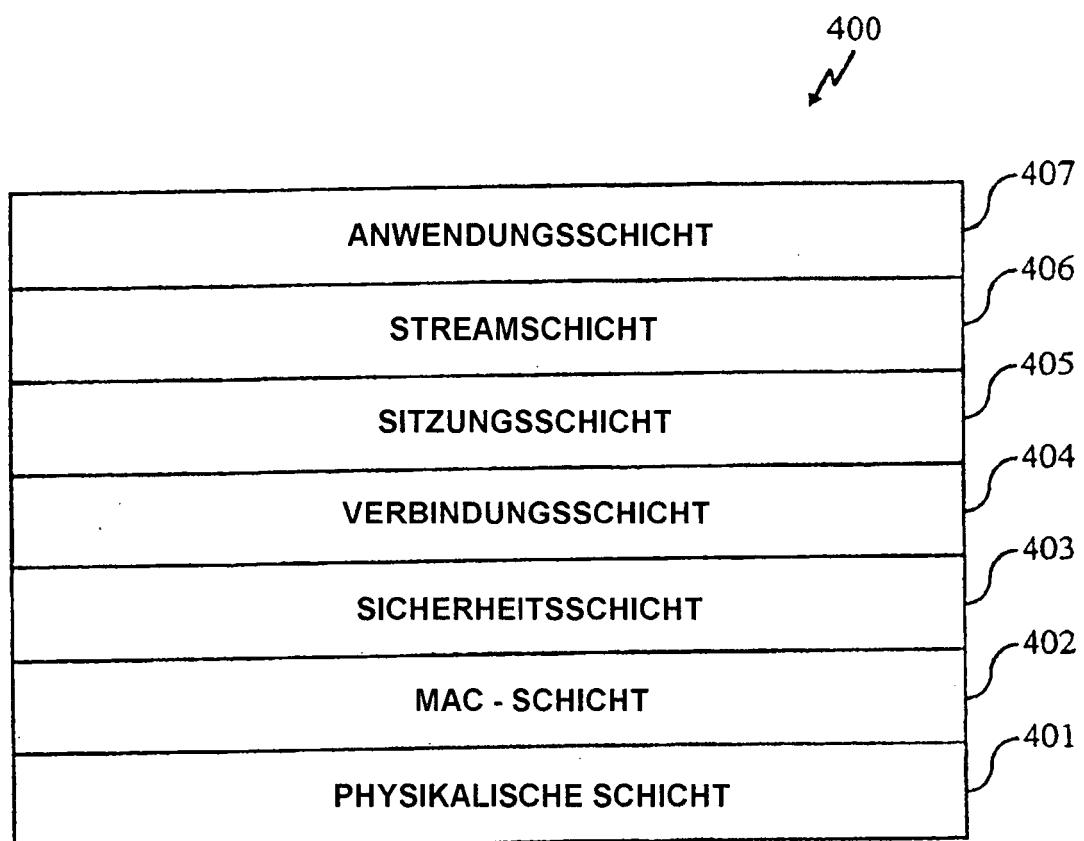 400
407
ANWENDUNGSSCHICHT
406
STREAMSCHICHT
405
SITZUNGSSCHICHT
404
VERBINDUNGSSCHICHT
403
SICHERHEITSSCHICHT
402
MAC - SCHICHT
401
PHYSIKALISCHE SCHICHT